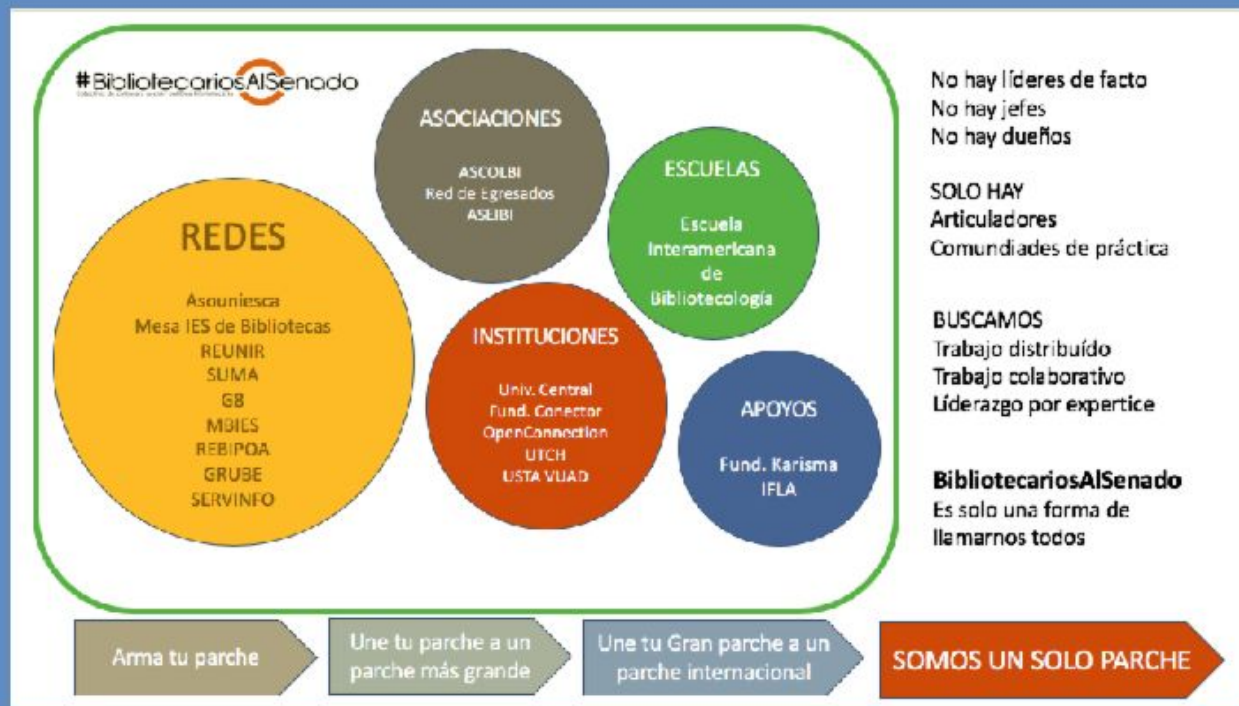 #BibliotecariosAlSenado
REDES
Asouniesca
Mesa IES de Bibliotecas
REUNIR
SUMA
G8
MBIES
REBIPOA
GRUBE
SERVINFO
ASOCIACIONES
ASCOLBI
Red de Egresados
ASEIBI
ESCUELAS
Escuela
Interamericana
de
Bibliotecología
INSTITUCIONES
Univ. Central
Fund. Conector
OpenConnection
UTCH
USTA VUAD
APOYOS
Fund. Karisma
IFLA
No hay líderes de facto
No hay jefes
No hay dueños
SOLO HAY
Articuladores
Comundiades de práctica
BUSCAMOS
Trabajo distribuído
Trabajo colaborativo
Líderazgo por expertice
BibliotecariosAlSenado
Es solo una forma de
llamarnos todos
Arma tu parche
Une tu parche a un
parche más grande
Une tu Gran parche a un
parche internacional
SOMOS UN SOLO PARCHE